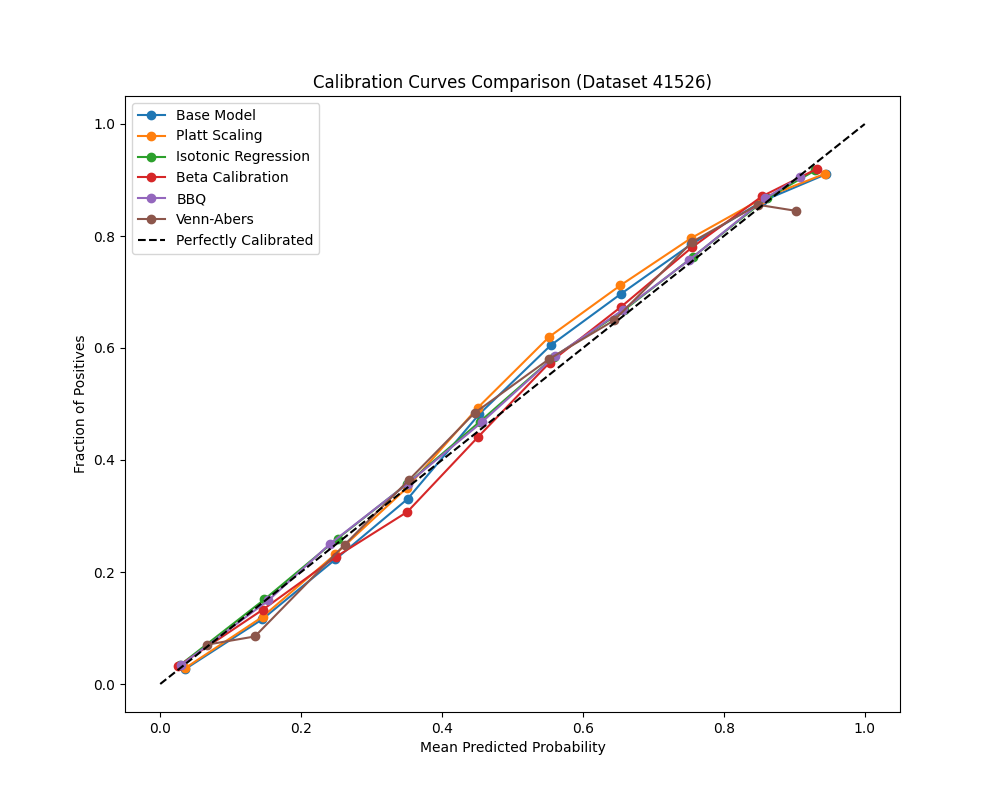 Calibration Curves Comparison (Dataset 41526)
Base Model
Platt Scaling
Isotonic Regression
Beta Calibration
BBQ
Venn-Abers
Perfectly Calibrated
1.0
0.8
0.6
0.4
0.2
0.0
Fraction of Positives
0.0 0.2 0.4 0.6 0.8 1.0
Mean Predicted Probability